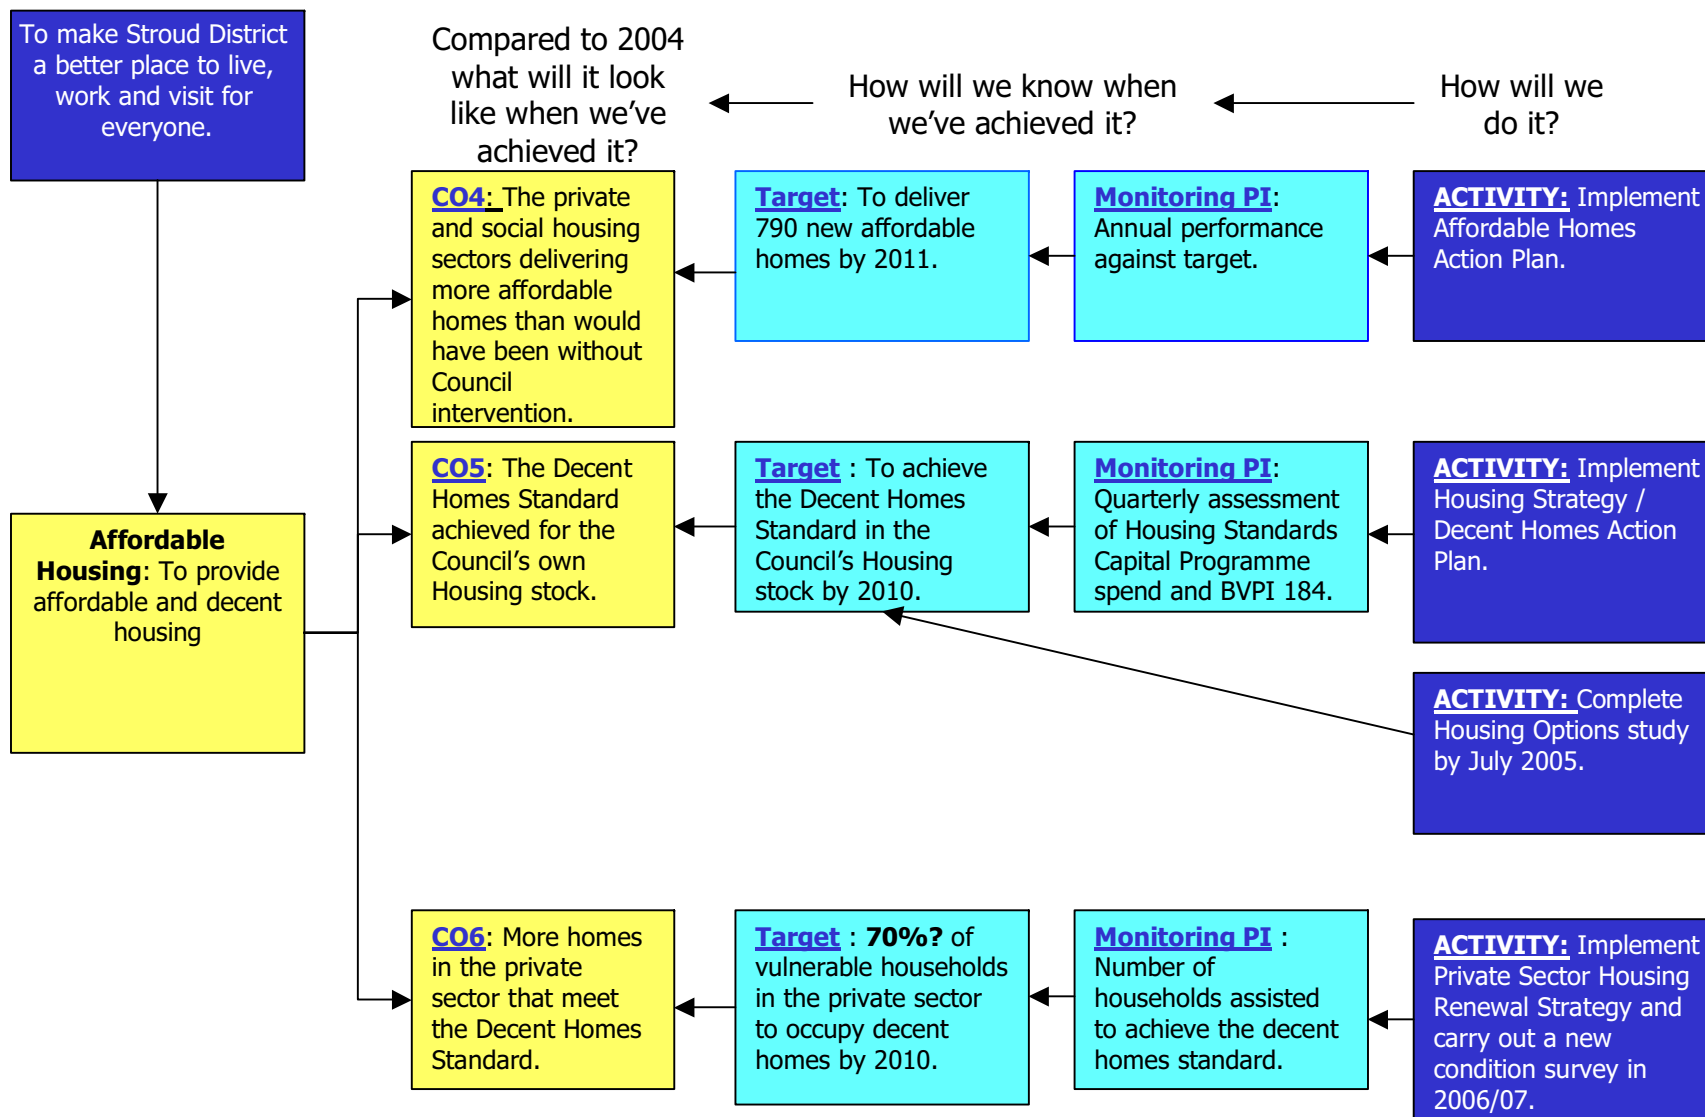 To make Stroud District
a better place to live,
work and visit for
everyone.
Compared to 2004
what will it look
like when we’ve
achieved it?
How will we know when
we’ve achieved it?
How will we
do it?
CO4: The private
and social housing
sectors delivering
more affordable
homes than would
have been without
Council
intervention.
Target: To deliver
790 new affordable
homes by 2011.
Monitoring PI:
Annual performance
against target.
ACTIVITY: Implement
Affordable Homes
Action Plan.
Affordable
Housing: To provide
affordable and decent
housing
CO5: The Decent
Homes Standard
achieved for the
Council’s own
Housing stock.
Target : To achieve
the Decent Homes
Standard in the
Council’s Housing
stock by 2010.
Monitoring PI:
Quarterly assessment
of Housing Standards
Capital Programme
spend and BVPI 184.
ACTIVITY: Implement
Housing Strategy /
Decent Homes Action
Plan.
ACTIVITY: Complete
Housing Options study
by July 2005.
CO6: More homes
in the private
sector that meet
the Decent Homes
Standard.
Target : 70%? of
vulnerable households
in the private sector
to occupy decent
homes by 2010.
Monitoring PI :
Number of
households assisted
to achieve the decent
homes standard.
ACTIVITY: Implement
Private Sector Housing
Renewal Strategy and
carry out a new
condition survey in
2006/07.